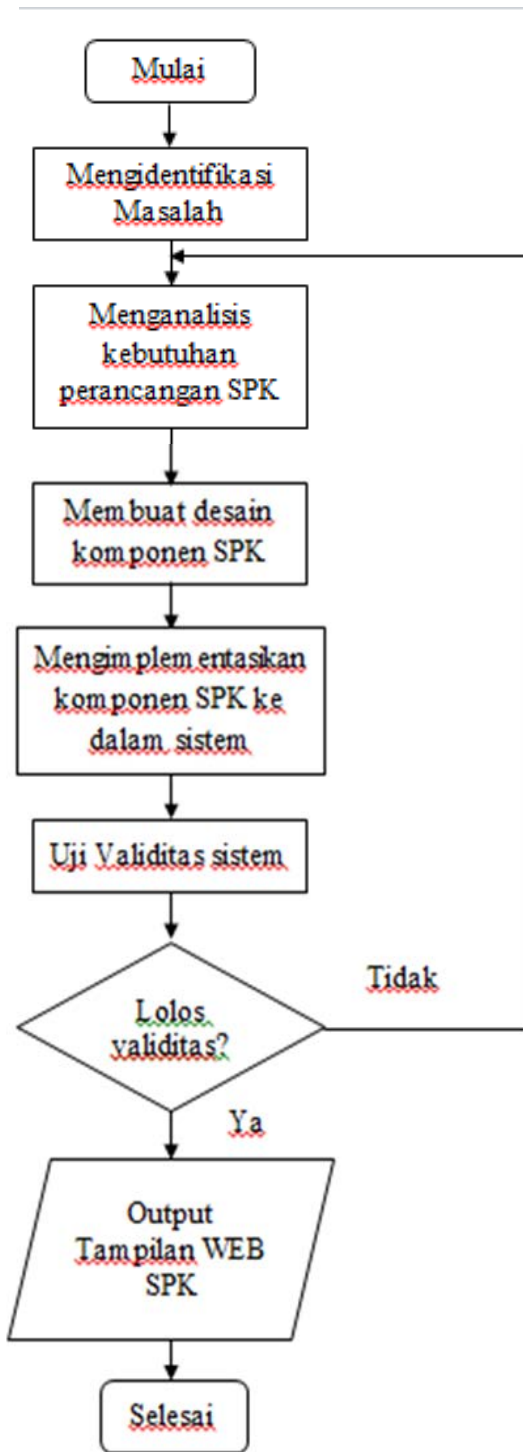 Mulai
Mengidentifikasi
Masalah
Menganalisis
kebutuhan
perancangan SPK
Membuat desain
komponen SPK
Mengimplementasikan
komponen SPK ke
dalam sistem
Uji Validitas sistem
Lolos
validitas?
Tidak
Ya
Output
Tampilan WEB
SPK
Selesai